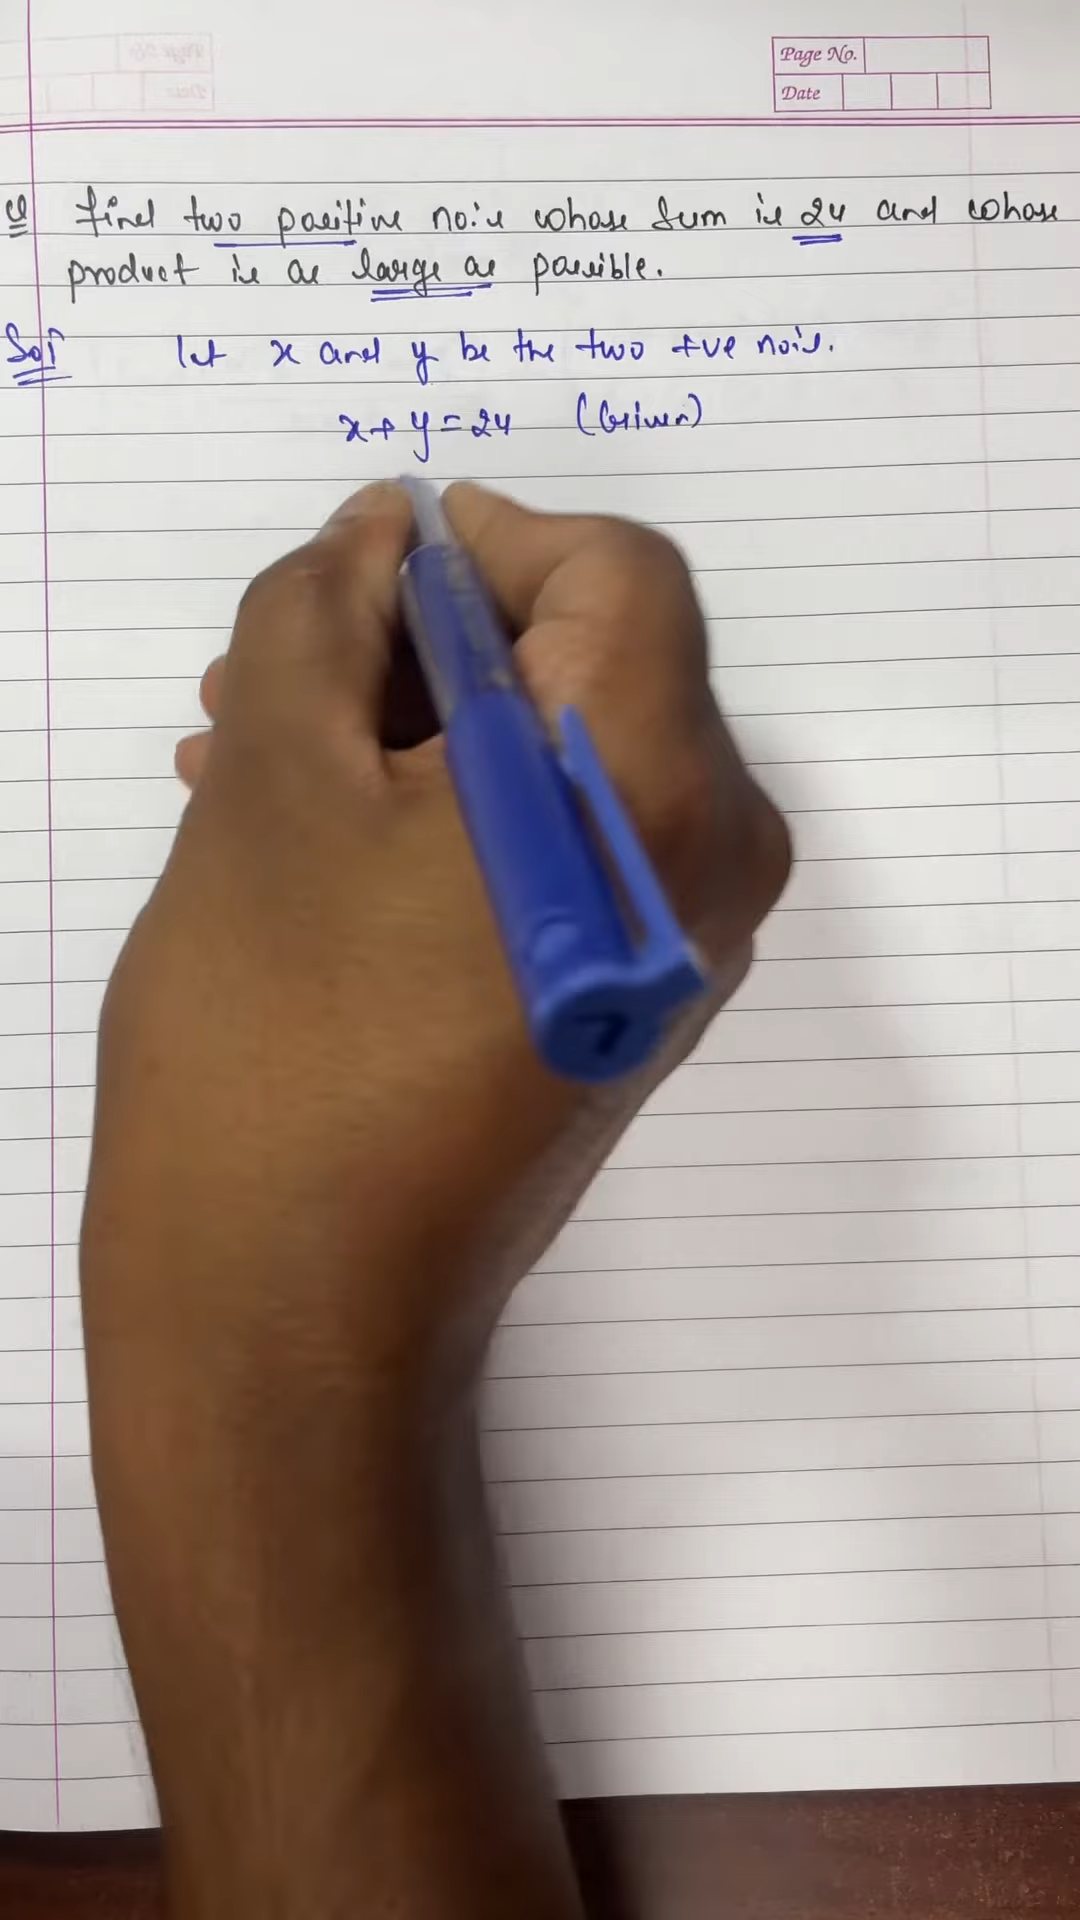 Page No.
Date
Q Find two positive no.s whose sum is 24 and whose
product is as large as possible.
Sol Let x and y be the two +ve no.s.
x + y = 24 (Given)